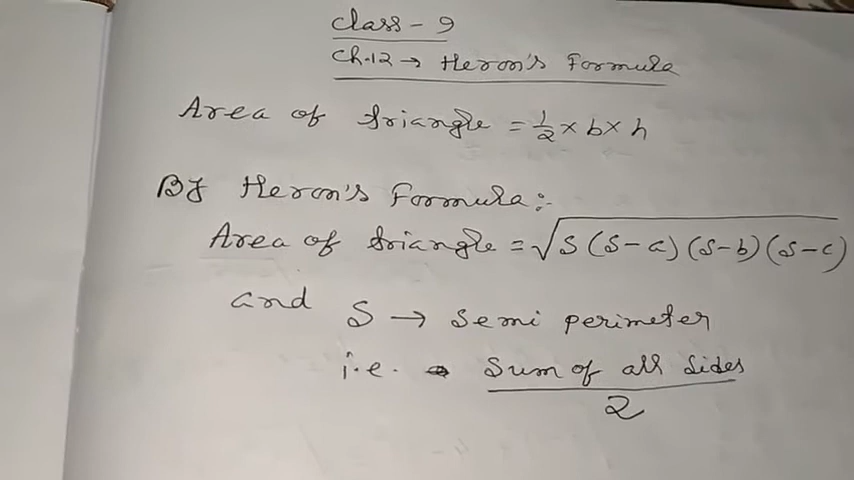 Class - 9
Ch.12 → Heron's Formula
Area of triangle = 1/2 × b × h
By Heron's Formula :-
Area of triangle = √S(S-a)(S-b)(S-c)
and S → Semi perimeter
i.e. → Sum of all sides
2